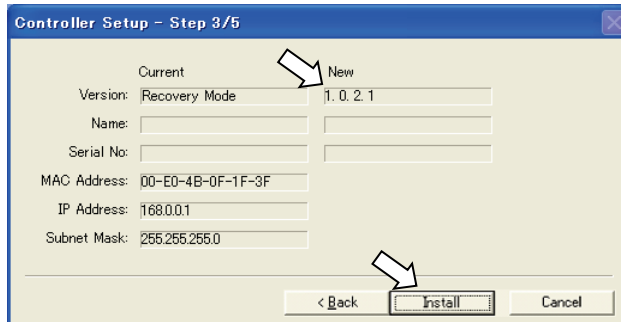 Controller Setup - Step 3/5
Current New
Version: Recovery Mode 1. 0. 2. 1
Name:
Serial No:
MAC Address: 00-E0-4B-0F-1F-3F
IP Address: 168.0.0.1
Subnet Mask: 255.255.255.0
< Back Install Cancel